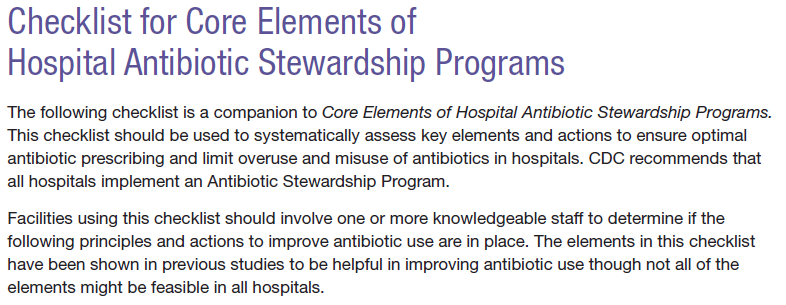 Checklist for Core Elements of
Hospital Antibiotic Stewardship Programs
The following checklist is a companion to Core Elements of Hospital Antibiotic Stewardship Programs.
This checklist should be used to systematically assess key elements and actions to ensure optimal
antibiotic prescribing and limit overuse and misuse of antibiotics in hospitals. CDC recommends that
all hospitals implement an Antibiotic Stewardship Program.
Facilities using this checklist should involve one or more knowledgeable staff to determine if the
following principles and actions to improve antibiotic use are in place. The elements in this checklist
have been shown in previous studies to be helpful in improving antibiotic use though not all of the
elements might be feasible in all hospitals.